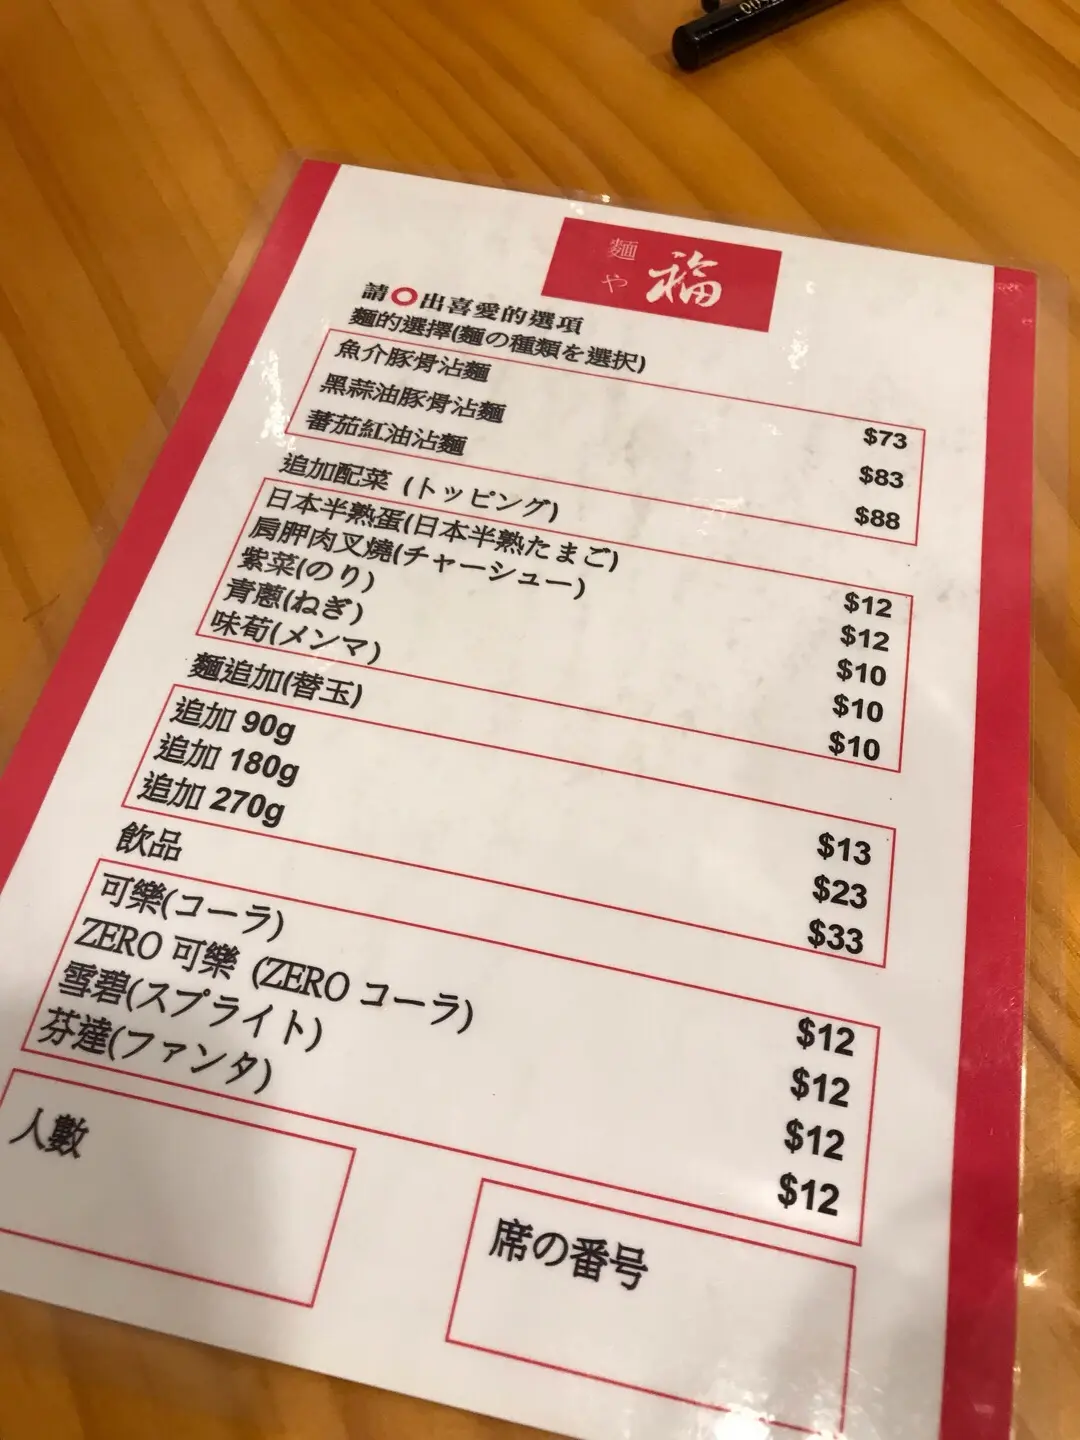 麵
や
福
請⭕出喜愛的選項
麵的選擇(麵の種類を選択)
魚介豚骨沾麵 $73
黑蒜油豚骨沾麵 $83
蕃茄紅油沾麵 $88
追加配菜 (トッピング)
日本半熟蛋(日本半熟たまご) $12
肩胛肉叉燒(チャーシュー) $12
紫菜(のり) $10
青蔥(ねぎ) $10
味荀(メンマ) $10
麵追加(替玉)
追加 90g $13
追加 180g $23
追加 270g $33
飲品
可樂(コーラ) $12
ZERO 可樂 (ZERO コーラ) $12
雪碧(スプライト) $12
芬達(ファンタ) $12
人數
席の番号